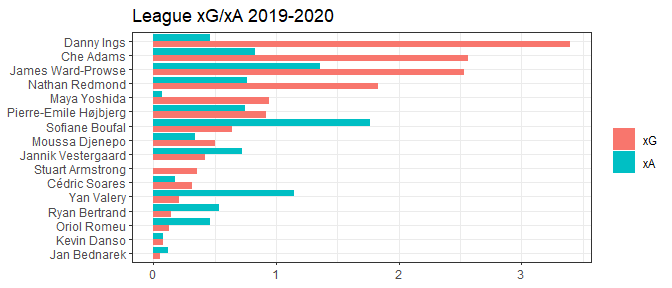 League xG/xA 2019-2020
Danny Ings
Che Adams
James Ward-Prowse
Nathan Redmond
Maya Yoshida
Pierre-Emile Højbjerg
Sofiane Boufal
Moussa Djenepo
Jannik Vestergaard
Stuart Armstrong
Cédric Soares
Yan Valery
Ryan Bertrand
Oriol Romeu
Kevin Danso
Jan Bednarek
0 1 2 3
xG
xA